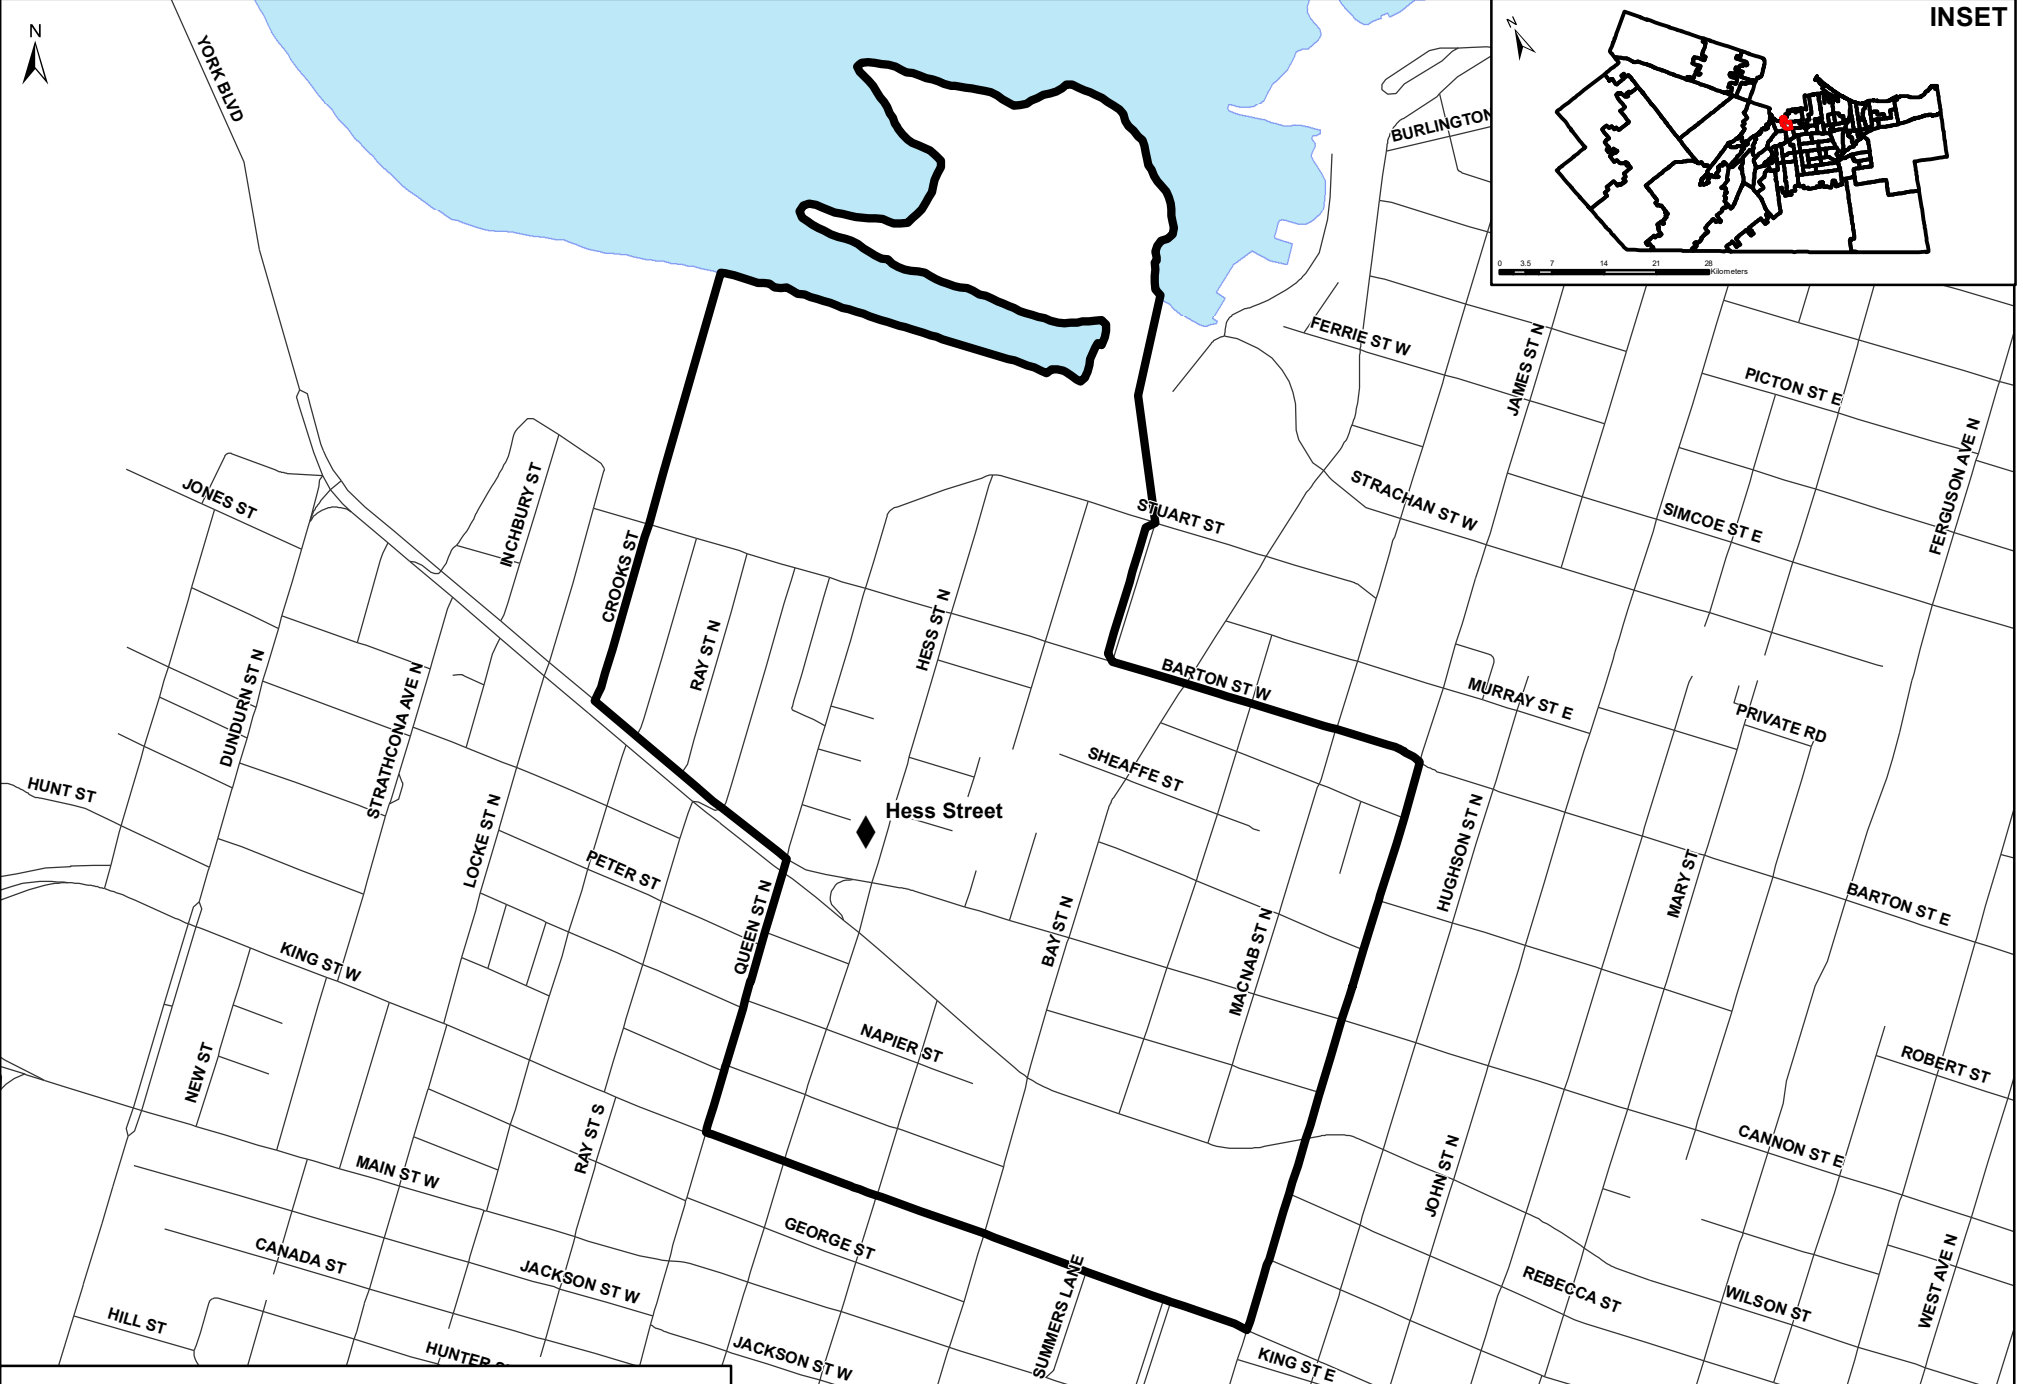 INSET
N
N
YORK BLVD
BURLINGTON
0 3.5 7 14 21 28
Kilometers
FERRIE ST W
JAMES ST N
PICTON ST E
FERGUSON AVE N
JONES ST
INCHBURY ST
STRACHAN ST W
STUART ST
SIMCOE ST E
CROOKS ST
RAY ST N
HESS ST N
BARTON ST W
MURRAY ST E
PRIVATE RD
DUNDURN ST N
STRATHCONA AVE N
SHEAFFE ST
HUNT ST
Hess Street
LOCKE ST N
PETER ST
QUEEN ST N
BAY ST N
MACNAB ST N
HUGHSON ST N
MARY ST
BARTON ST E
KING ST W
NAPIER ST
NEW ST
ROBERT ST
RAY ST S
MAIN ST W
JOHN ST N
CANNON ST E
GEORGE ST
CANADA ST
JACKSON ST W
SUMMERS LANE
REBECCA ST
WILSON ST
WEST AVE N
HILL ST
HUNTER
JACKSON ST W
KING ST E